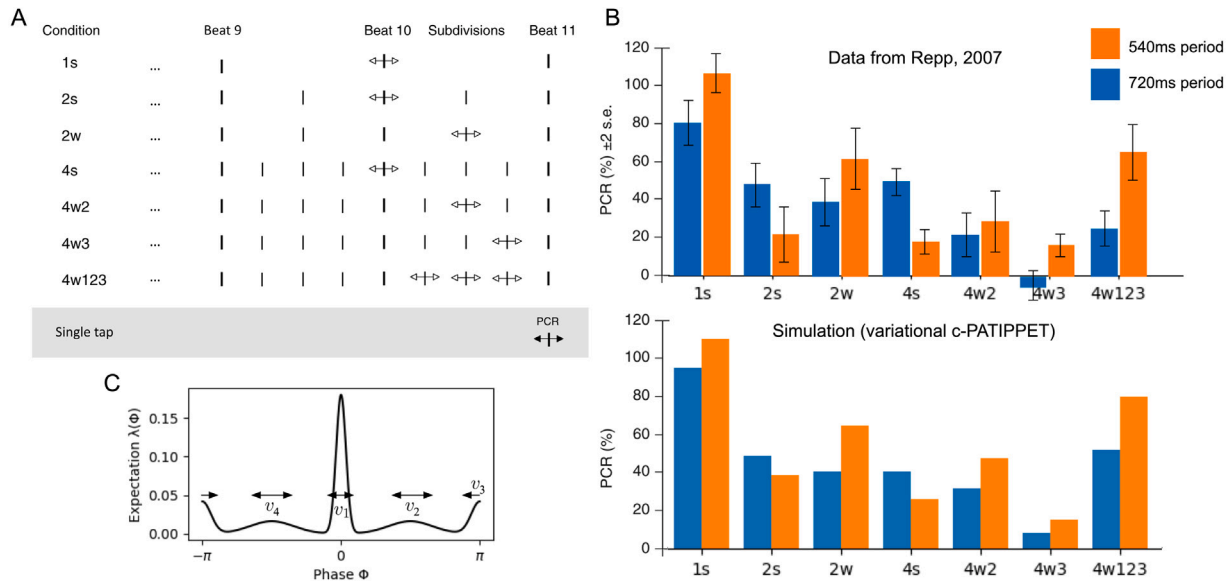 A
Condition Beat 9 Beat 10 Subdivisions Beat 11
1s ...
2s ...
2w ...
4s ...
4w2 ...
4w3 ...
4w123 ...
Single tap PCR
B
Data from Repp, 2007
540ms period
720ms period
PCR (%) ±2 s.e.
120
100
80
60
40
20
0
1s 2s 2w 4s 4w2 4w3 4w123
Simulation (variational c-PATIPPET)
PCR (%)
120
100
80
60
40
20
0
1s 2s 2w 4s 4w2 4w3 4w123
C
Expectation λ(Φ)
0.15
0.10
0.05
0.00
v4 v1 v2 v3
−π 0 π
Phase Φ